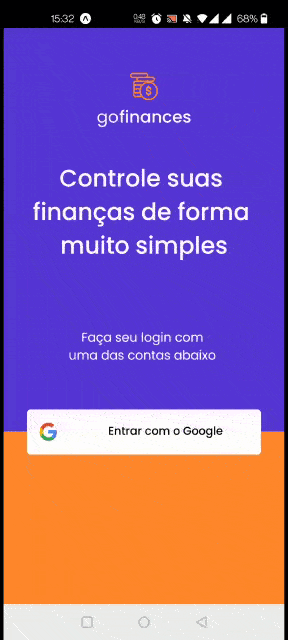 15:32 68%
gofinances
Controle suas
finanças de forma
muito simples
Faça seu login com
uma das contas abaixo
Entrar com o Google